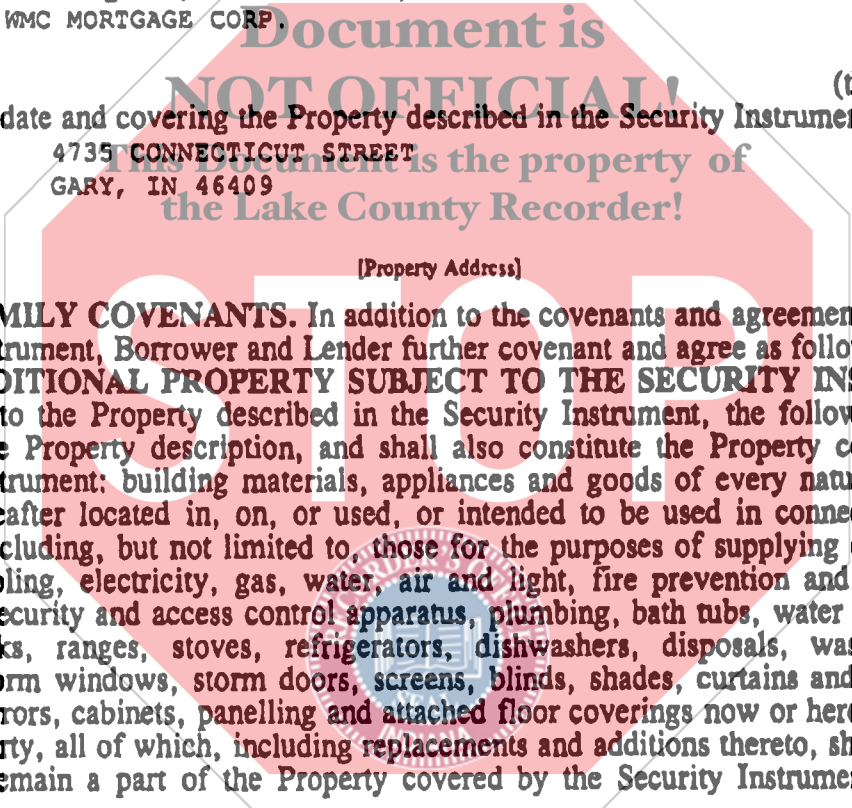 WMC MORTGAGE CORP.
Document is
NOT OFFICIAL!
(t
date and covering the Property described in the Security Instrumen
4735 CONNECTICUT STREET
This Document is the property of
GARY, IN 46409
the Lake County Recorder!
[Property Address]
STOP
MILY COVENANTS. In addition to the covenants and agreemen
trument, Borrower and Lender further covenant and agree as follo
DITIONAL PROPERTY SUBJECT TO THE SECURITY INS
to the Property described in the Security Instrument, the follow
e Property description, and shall also constitute the Property c
trument: building materials, appliances and goods of every natu
eafter located in, on, or used, or intended to be used in conne
cluding, but not limited to, those for the purposes of supplying
ling, electricity, gas, water, air and light, fire prevention and
ecurity and access control apparatus, plumbing, bath tubs, water
ks, ranges, stoves, refrigerators, dishwashers, disposals, was
orm windows, storm doors, screens, blinds, shades, curtains and
rors, cabinets, panelling and attached floor coverings now or here
rty, all of which, including replacements and additions thereto, sh
emain a part of the Property covered by the Security Instrume
RECORDER'S OFFICE
INDIANA